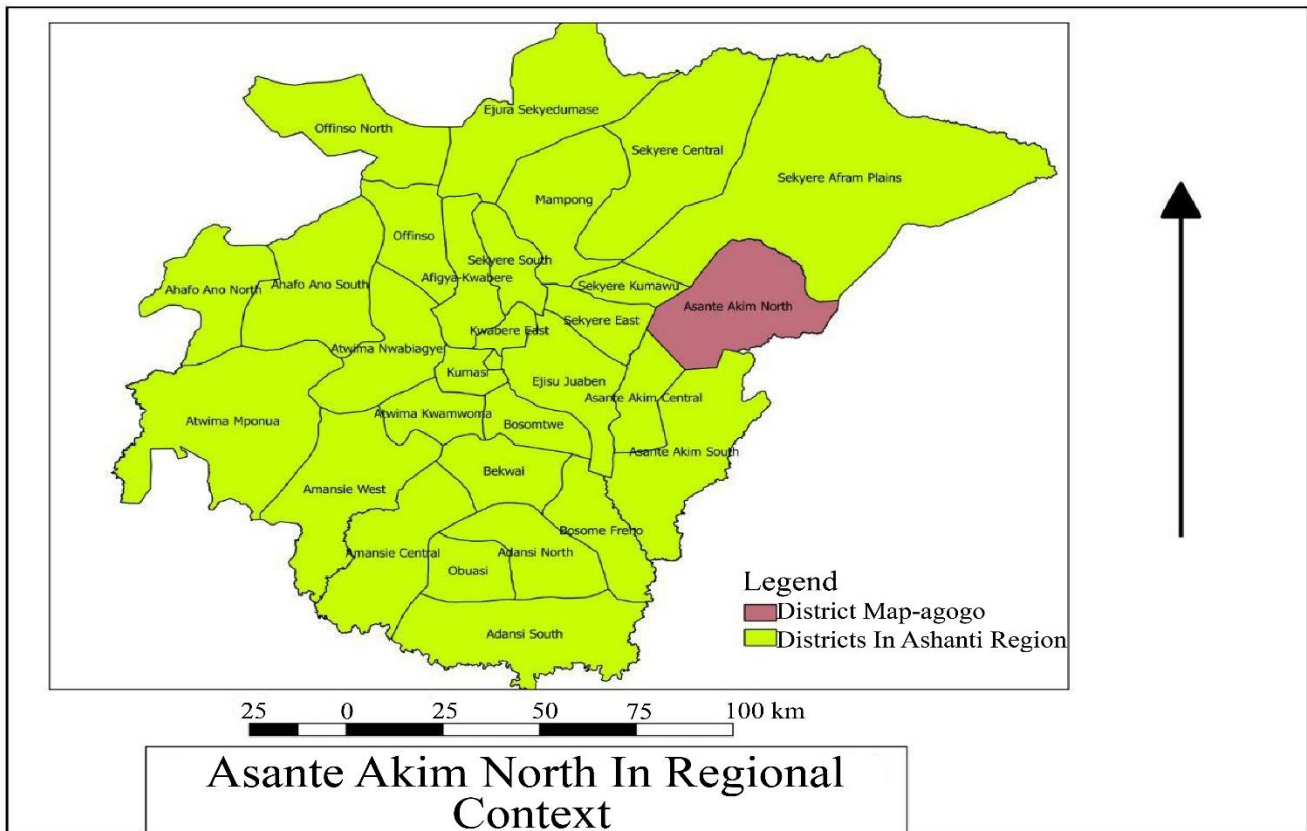 Ejura Sekyedumase
Offinso North
Sekyere Central
Sekyere Afram Plains
Mampong
Offinso
Sekyere South
Afigya-Kwabere
Sekyere Kumawu
Ahafo Ano North
Ahafo Ano South
Asante Akim North
Sekyere East
Kwabere East
Atwima Nwabiagye
Kumasi
Ejisu Juaben
Asante Akim Central
Atwima Mponua
Atwima Kwamwoma
Bosomtwe
Asante Akim South
Bekwai
Amansie West
Bosome Freho
Amansie Central
Adansi North
Obuasi
Adansi South
Legend
District Map-agogo
Districts In Ashanti Region
25 0 25 50 75 100 km
Asante Akim North In Regional
Context